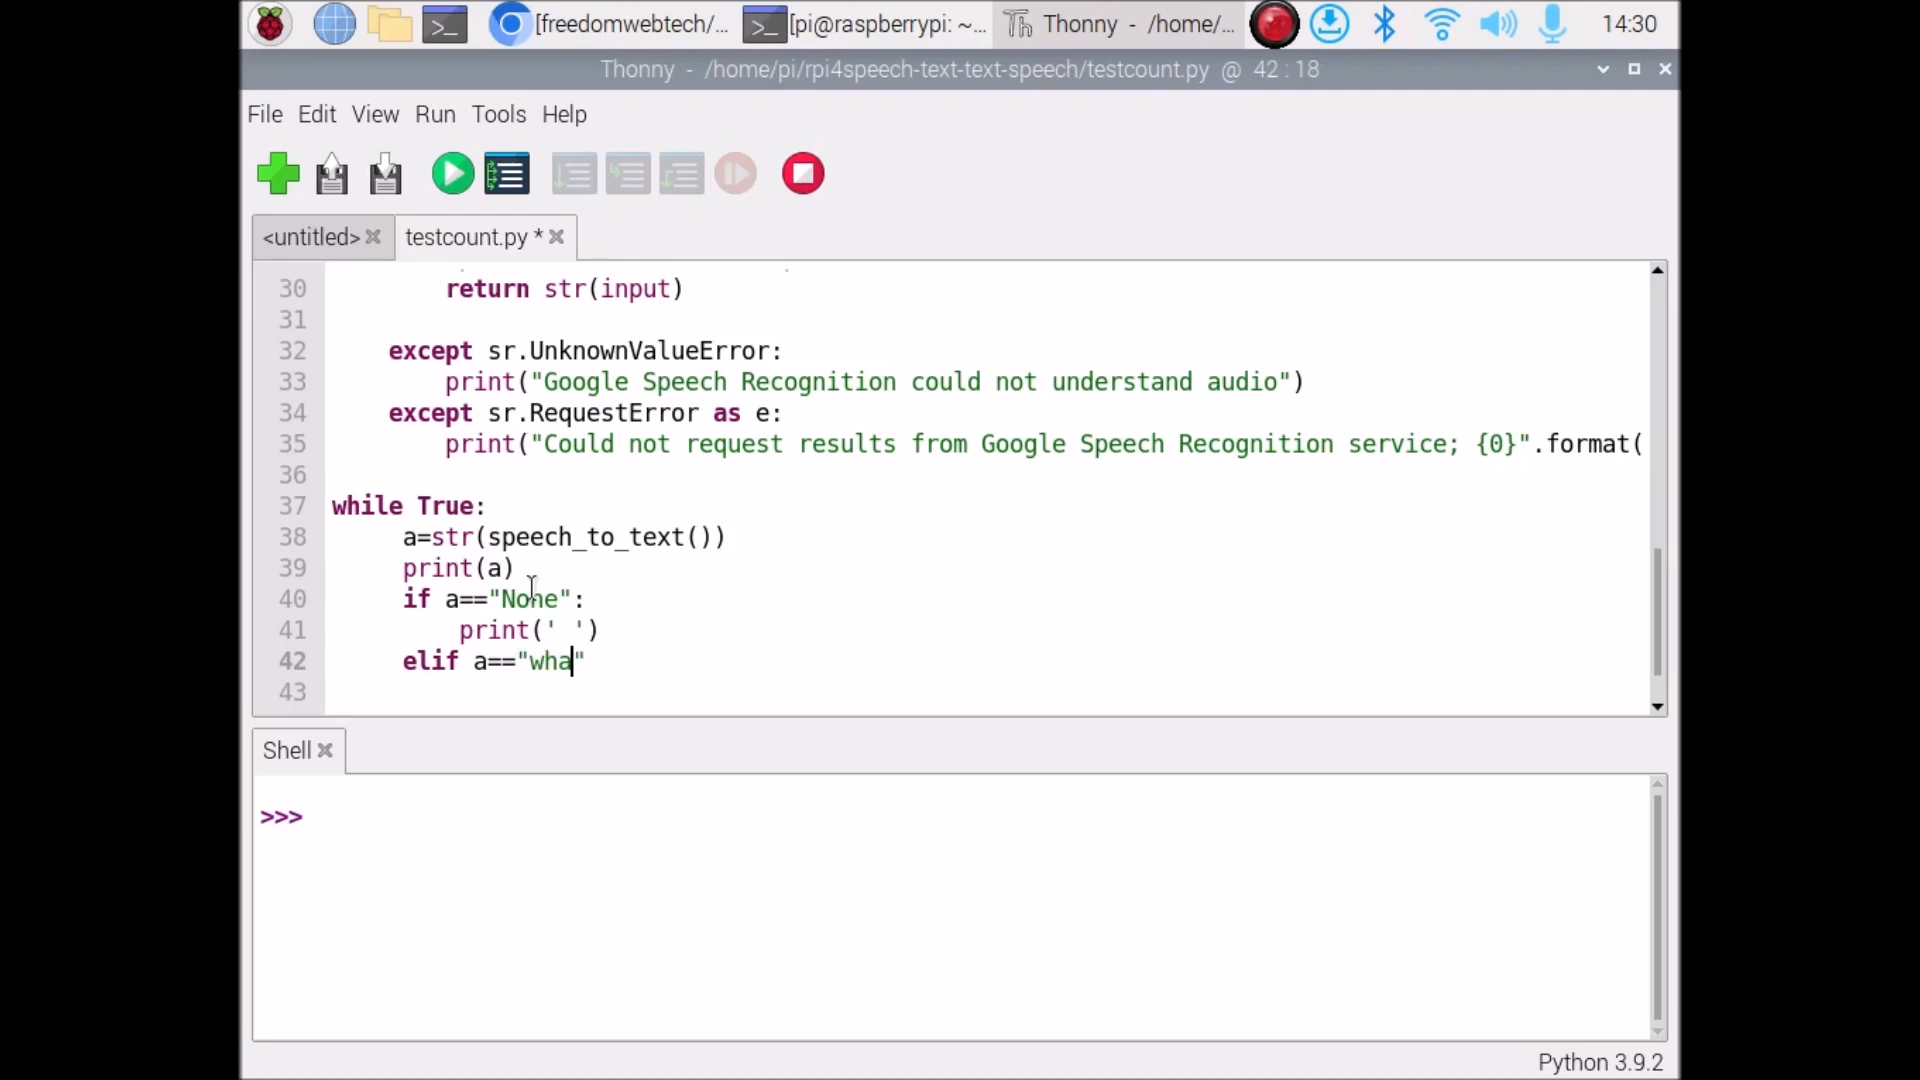 [freedomwebtech/...
[pi@raspberrypi: ~...
Thonny - /home/...
14:30
Thonny - /home/pi/rpi4speech-text-text-speech/testcount.py @ 42 : 18
File Edit View Run Tools Help
<untitled>
testcount.py *
30 return str(input)
31
32 except sr.UnknownValueError:
33 print("Google Speech Recognition could not understand audio")
34 except sr.RequestError as e:
35 print("Could not request results from Google Speech Recognition service; {0}".format(
36
37 while True:
38 a=str(speech_to_text())
39 print(a)
40 if a=="None":
41 print(' ')
42 elif a=="wha"
43
Shell
>>>
Python 3.9.2